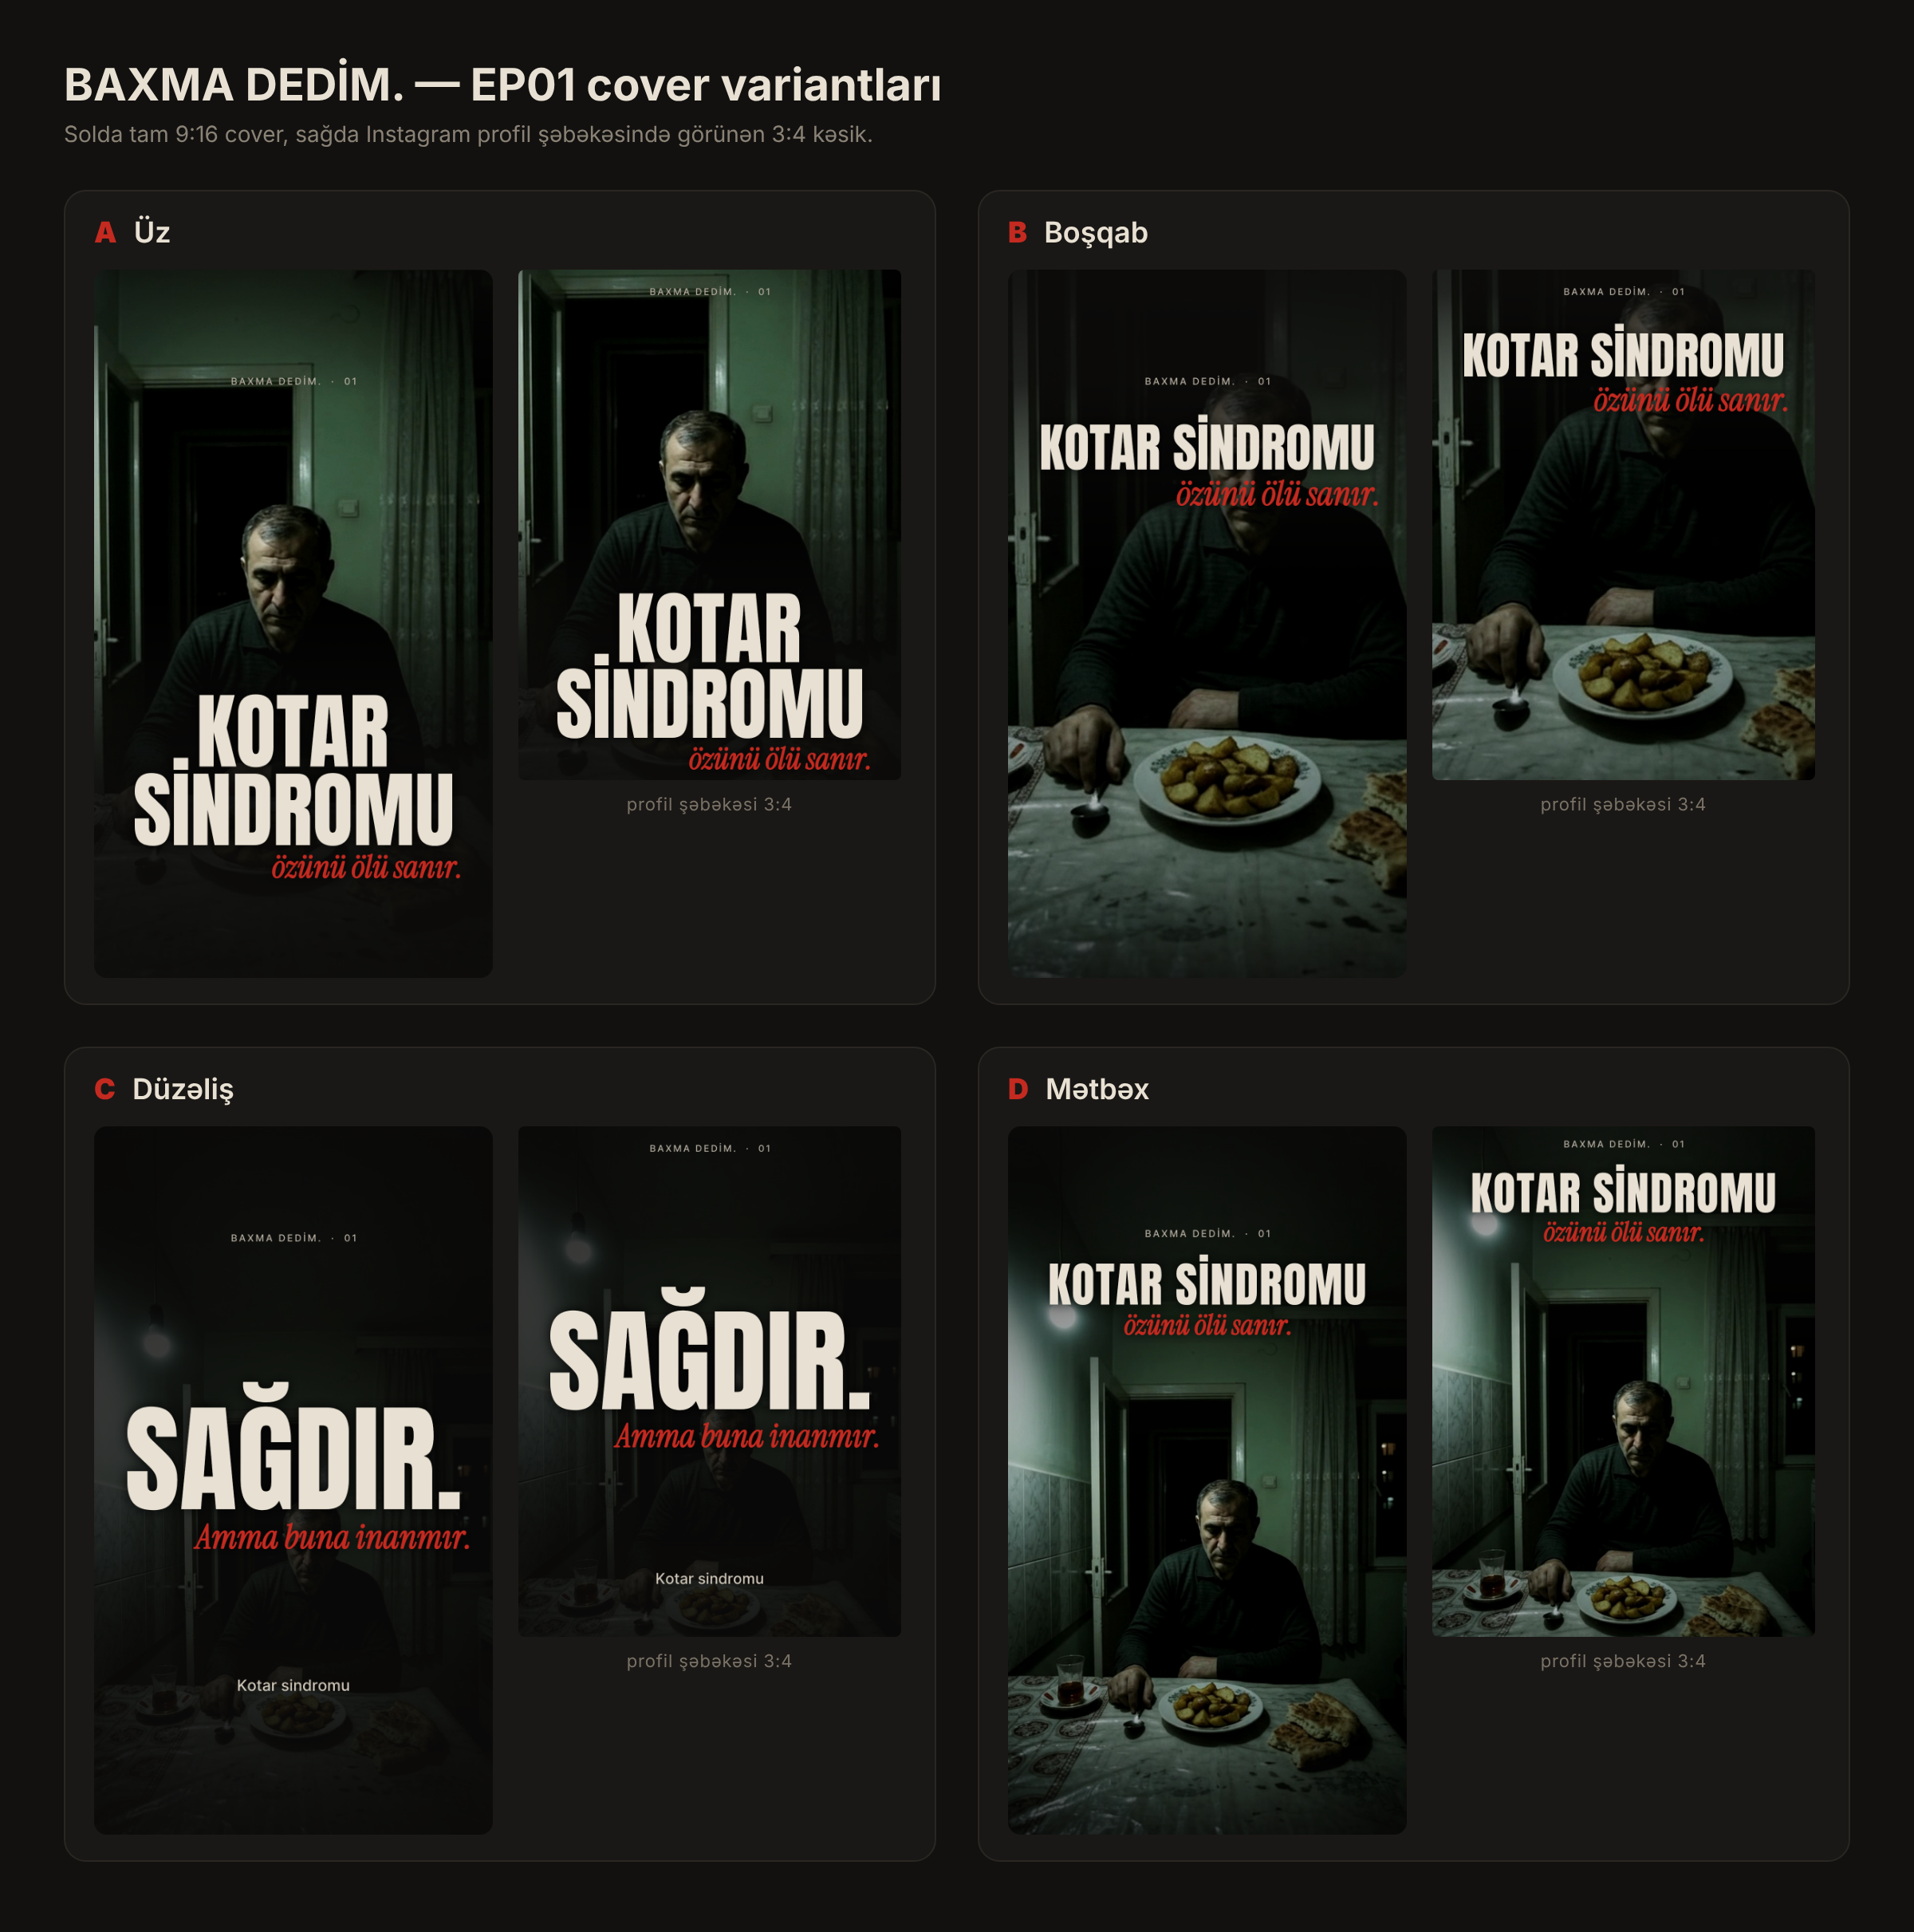 BAXMA DEDİM. — EP01 cover variantları
Solda tam 9:16 cover, sağda Instagram profil şəbəkəsində görünən 3:4 kəsik.
A Üz
BAXMA DEDİM. · 01
KOTAR
SİNDROMU
özünü ölü sanır.
BAXMA DEDİM. · 01
KOTAR
SİNDROMU
özünü ölü sanır.
profil şəbəkəsi 3:4
B Boşqab
BAXMA DEDİM. · 01
KOTAR SİNDROMU
özünü ölü sanır.
BAXMA DEDİM. · 01
KOTAR SİNDROMU
özünü ölü sanır.
profil şəbəkəsi 3:4
C Düzəliş
BAXMA DEDİM. · 01
SAĞDIR.
Amma buna inanmır.
Kotar sindromu
BAXMA DEDİM. · 01
SAĞDIR.
Amma buna inanmır.
Kotar sindromu
profil şəbəkəsi 3:4
D Mətbəx
BAXMA DEDİM. · 01
KOTAR SİNDROMU
özünü ölü sanır.
BAXMA DEDİM. · 01
KOTAR SİNDROMU
özünü ölü sanır.
profil şəbəkəsi 3:4